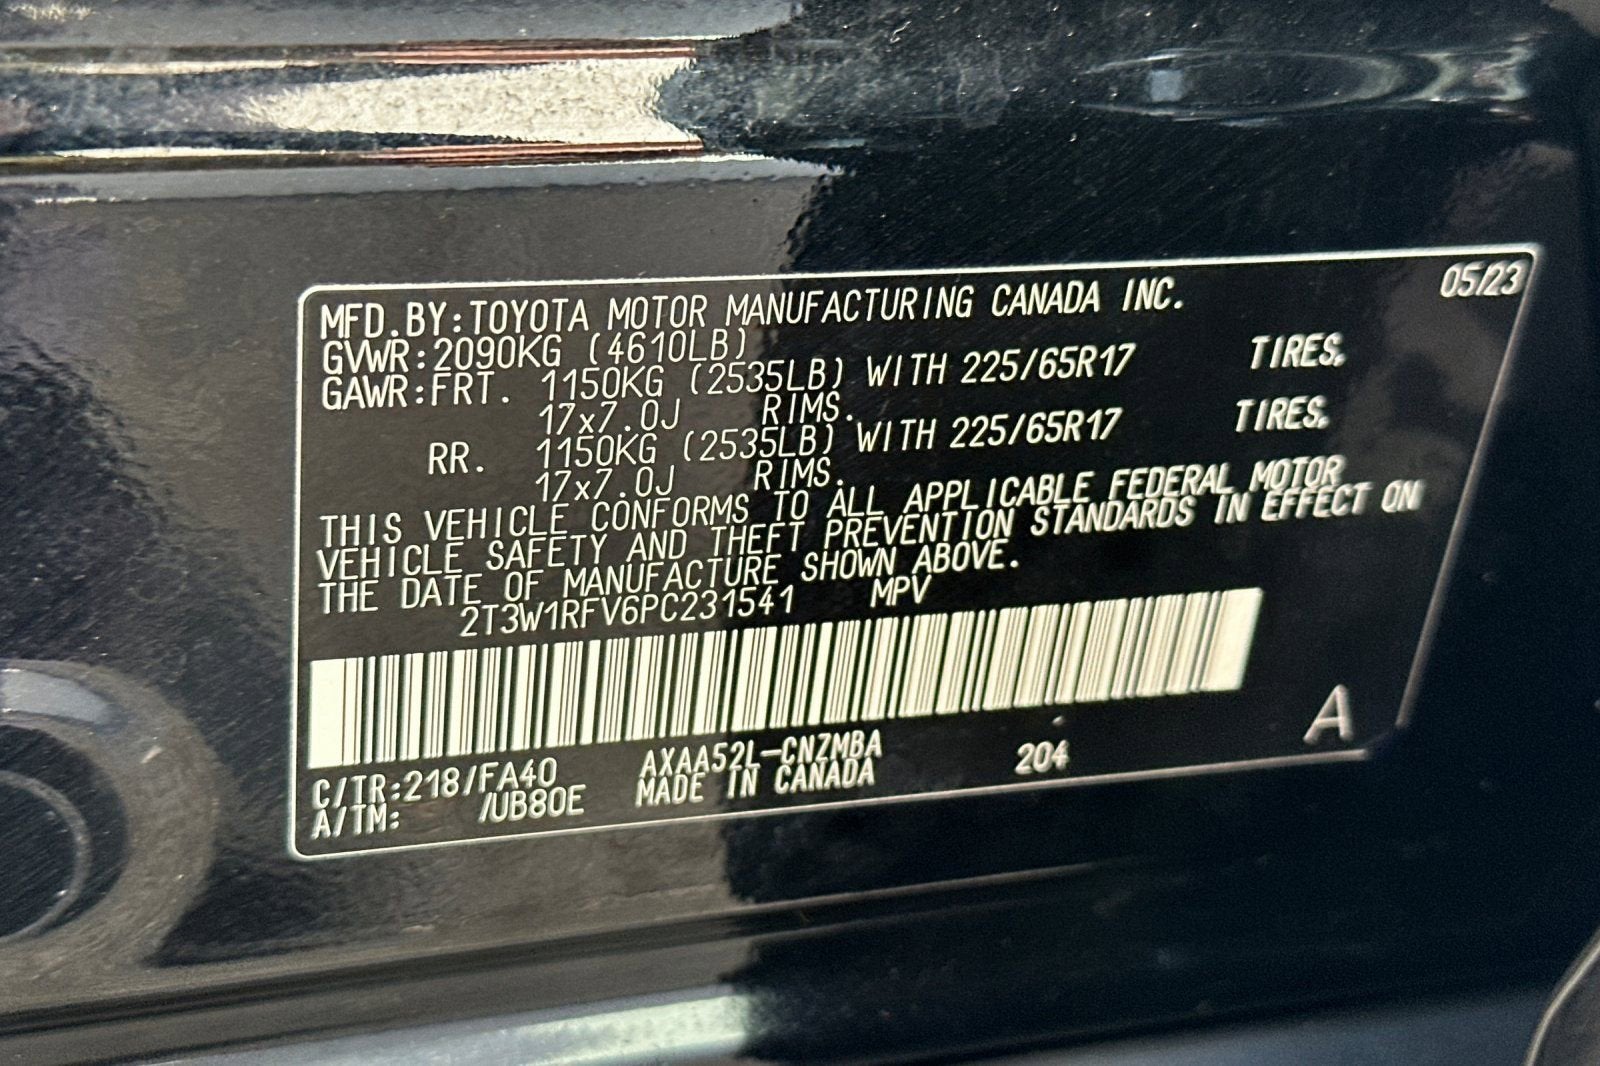 05/23
MFD.BY:TOYOTA MOTOR MANUFACTURING CANADA INC.
GVWR:2090KG (4610LB)
GAWR:FRT. 1150KG (2535LB) WITH 225/65R17 TIRES.
17x7.0J RIMS.
RR. 1150KG (2535LB) WITH 225/65R17 TIRES.
17x7.0J RIMS.
THIS VEHICLE CONFORMS TO ALL APPLICABLE FEDERAL MOTOR
VEHICLE SAFETY AND THEFT PREVENTION STANDARDS IN EFFECT ON
THE DATE OF MANUFACTURE SHOWN ABOVE.
2T3W1RFV6PC231541 MPV
A
C/TR:218/FA40 AXAA52L-CNZMBA 204
A/TM: /UB80E MADE IN CANADA